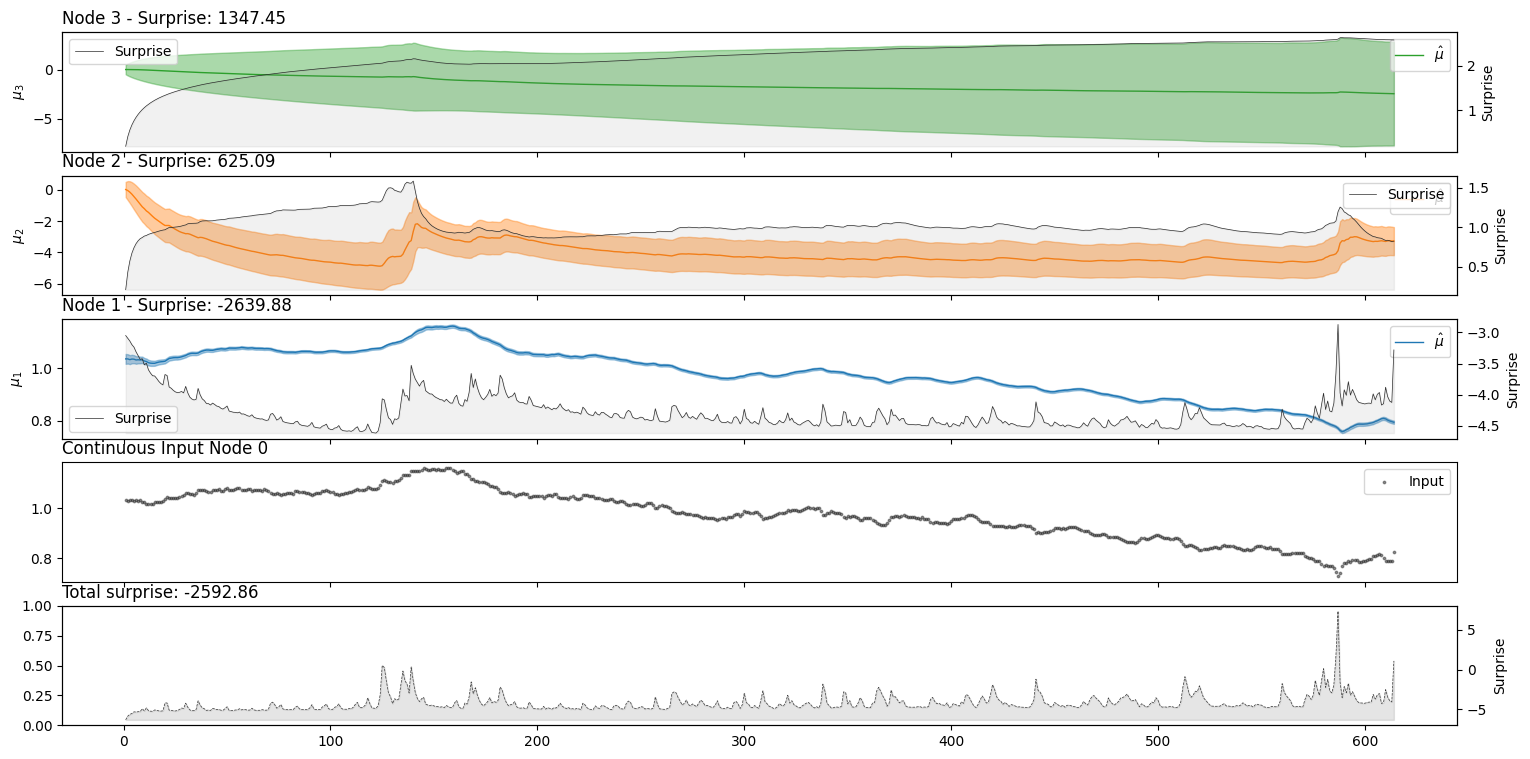 Node 3 - Surprise: 1347.45
Surprise
μ̂
0
−5
μ₃
2
1
Surprise
Node 2 - Surprise: 625.09
Surprise
0
−2
−4
−6
μ₂
1.5
1.0
0.5
Surprise
Node 1 - Surprise: -2639.88
μ̂
Surprise
1.0
0.8
μ₁
−3.0
−3.5
−4.0
−4.5
Surprise
Continuous Input Node 0
Input
1.0
0.8
Total surprise: -2592.86
1.00
0.75
0.50
0.25
0.00
5
0
−5
Surprise
0 100 200 300 400 500 600